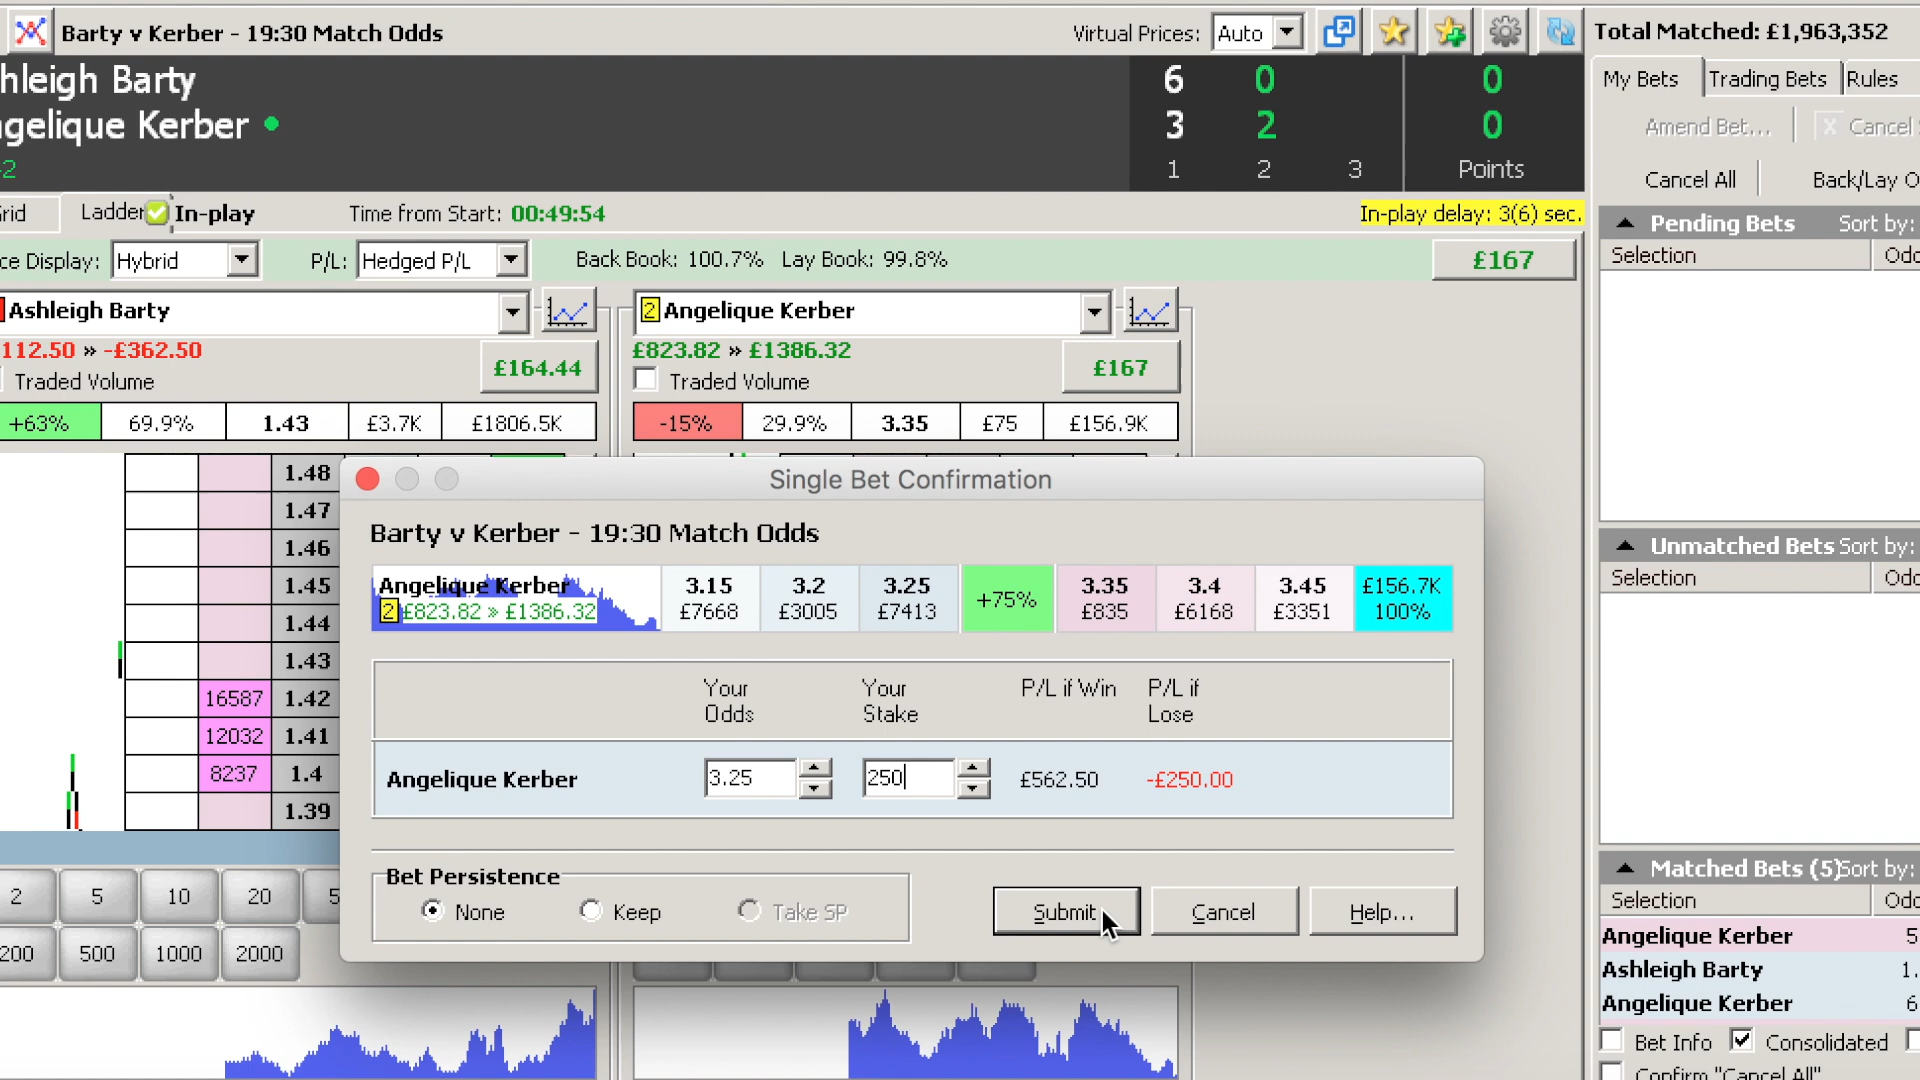 Barty v Kerber - 19:30 Match Odds
Virtual Prices: Auto
Total Matched: £1,963,352
hleigh Barty 6 0 0
ngelique Kerber 3 2 0
-2 1 2 3 Points
My Bets Trading Bets Rules
Amend Bet... X Cancel
Cancel All Back/Lay O
rid Ladder In-play Time from Start: 00:49:54 In-play delay: 3(6) sec.
ce Display: Hybrid P/L: Hedged P/L Back Book: 100.7% Lay Book: 99.8% £167
Pending Bets Sort by:
Selection Odd
Ashleigh Barty
112.50 » -£362.50
Traded Volume
£164.44
+63% 69.9% 1.43 £3.7K £1806.5K
2 Angelique Kerber
£823.82 » £1386.32
Traded Volume
£167
-15% 29.9% 3.35 £75 £156.9K
1.48
1.47
1.46
1.45
1.44
1.43
16587 1.42
12032 1.41
8237 1.4
1.39
2 5 10 20 5
200 500 1000 2000
Single Bet Confirmation
Barty v Kerber - 19:30 Match Odds
Angelique Kerber 3.15 3.2 3.25 +75% 3.35 3.4 3.45 £156.7K
2 £823.82 » £1386.32 £7668 £3005 £7413 £835 £6168 £3351 100%
Your Odds Your Stake P/L if Win P/L if Lose
Angelique Kerber 3.25 250 £562.50 -£250.00
Bet Persistence
None Keep Take SP
Submit Cancel Help...
Unmatched Bets Sort by:
Selection Odd
Matched Bets (5) Sort by:
Selection Odd
Angelique Kerber 5
Ashleigh Barty 1.
Angelique Kerber 6
Bet Info Consolidated
Confirm "Cancel All"